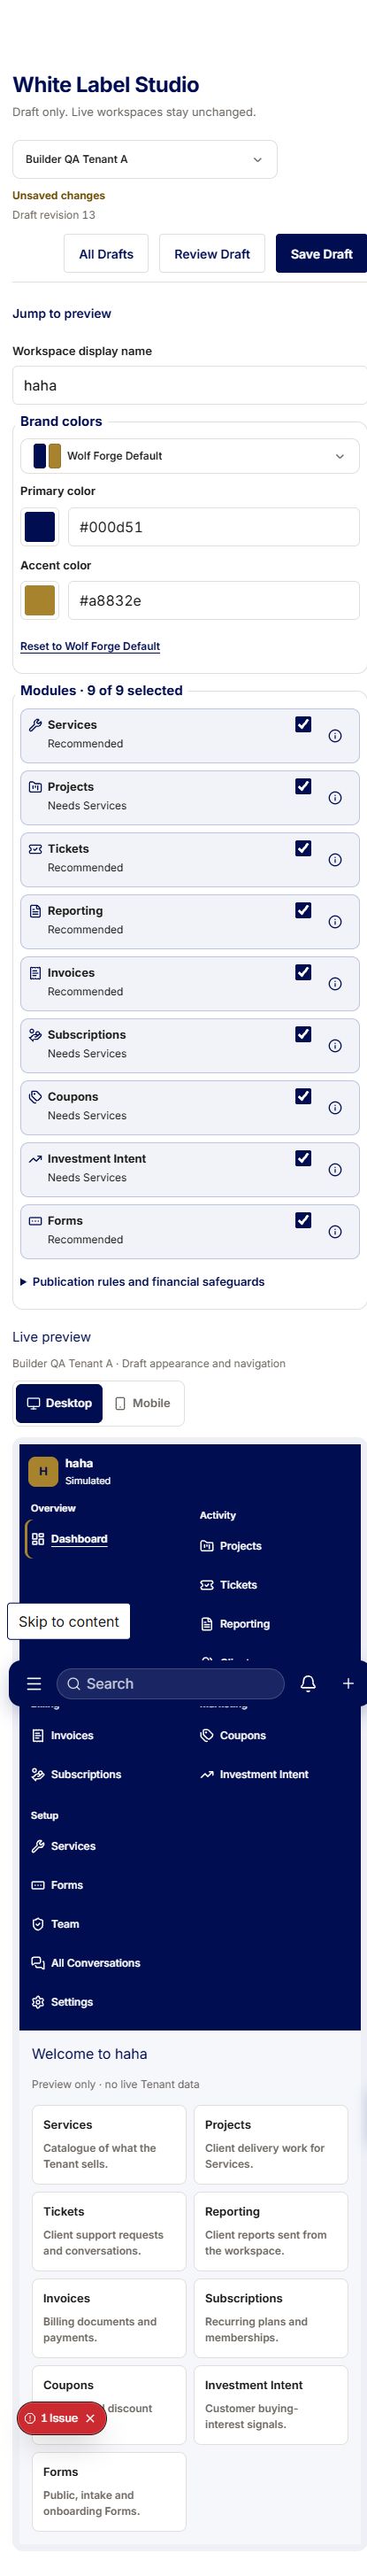 White Label Studio
Draft only. Live workspaces stay unchanged.
Builder QA Tenant A
Unsaved changes
Draft revision 13
All Drafts
Review Draft
Save Draft
Jump to preview
Workspace display name
haha
Brand colors
Wolf Forge Default
Primary color
#000d51
Accent color
#a8832e
Reset to Wolf Forge Default
Modules · 9 of 9 selected
Services
Recommended
Projects
Needs Services
Tickets
Recommended
Reporting
Recommended
Invoices
Recommended
Subscriptions
Needs Services
Coupons
Needs Services
Investment Intent
Needs Services
Forms
Recommended
Publication rules and financial safeguards
Live preview
Builder QA Tenant A · Draft appearance and navigation
Desktop
Mobile
H
haha
Simulated
Overview
Dashboard
Activity
Projects
Tickets
Reporting
Skip to content
Search
Invoices
Subscriptions
Coupons
Investment Intent
Setup
Services
Forms
Team
All Conversations
Settings
Welcome to haha
Preview only · no live Tenant data
Services
Catalogue of what the
Tenant sells.
Projects
Client delivery work for
Services.
Tickets
Client support requests
and conversations.
Reporting
Client reports sent from
the workspace.
Invoices
Billing documents and
payments.
Subscriptions
Recurring plans and
memberships.
Coupons
discount
1 Issue
Investment Intent
Customer buying-
interest signals.
Forms
Public, intake and
onboarding Forms.